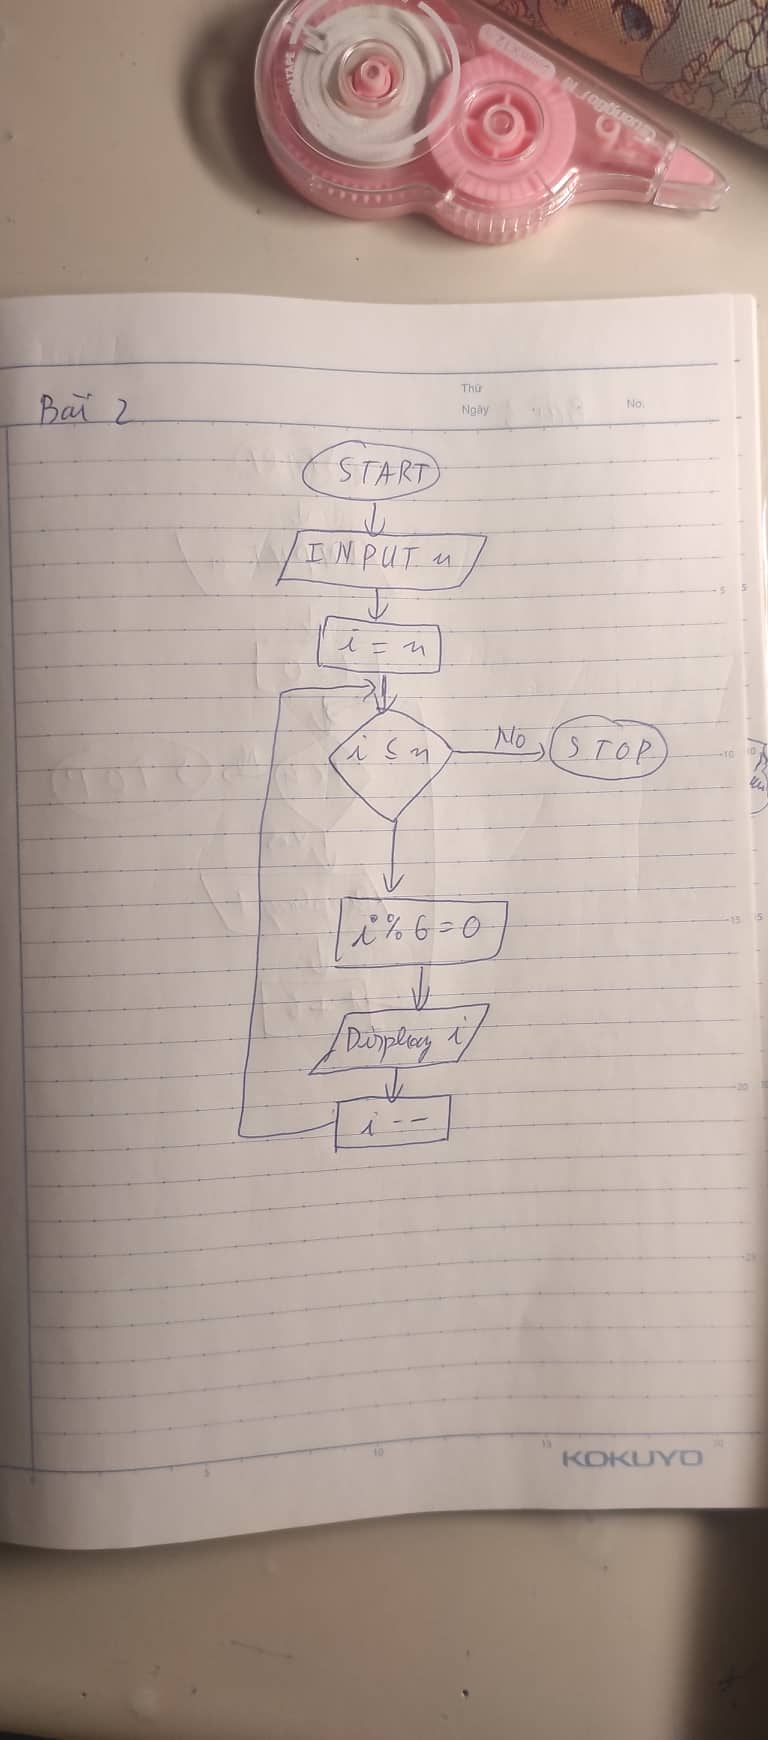 Thứ
Ngày
No.
Bài 2
START
INPUT n
i = n
i ≤ n
No
STOP
i % 6 = 0
Display i
i --
5
10
15
20
25
5
10
15
20
KOKUYO